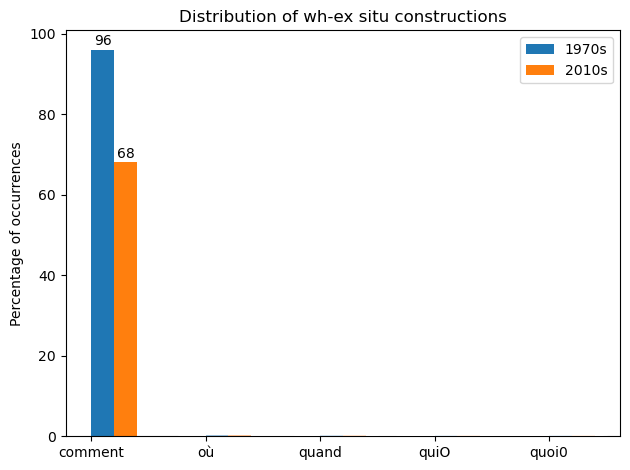 Distribution of wh-ex situ constructions
Percentage of occurrences
100
80
60
40
20
0
96
68
1970s
2010s
comment
où
quand
quiO
quoi0